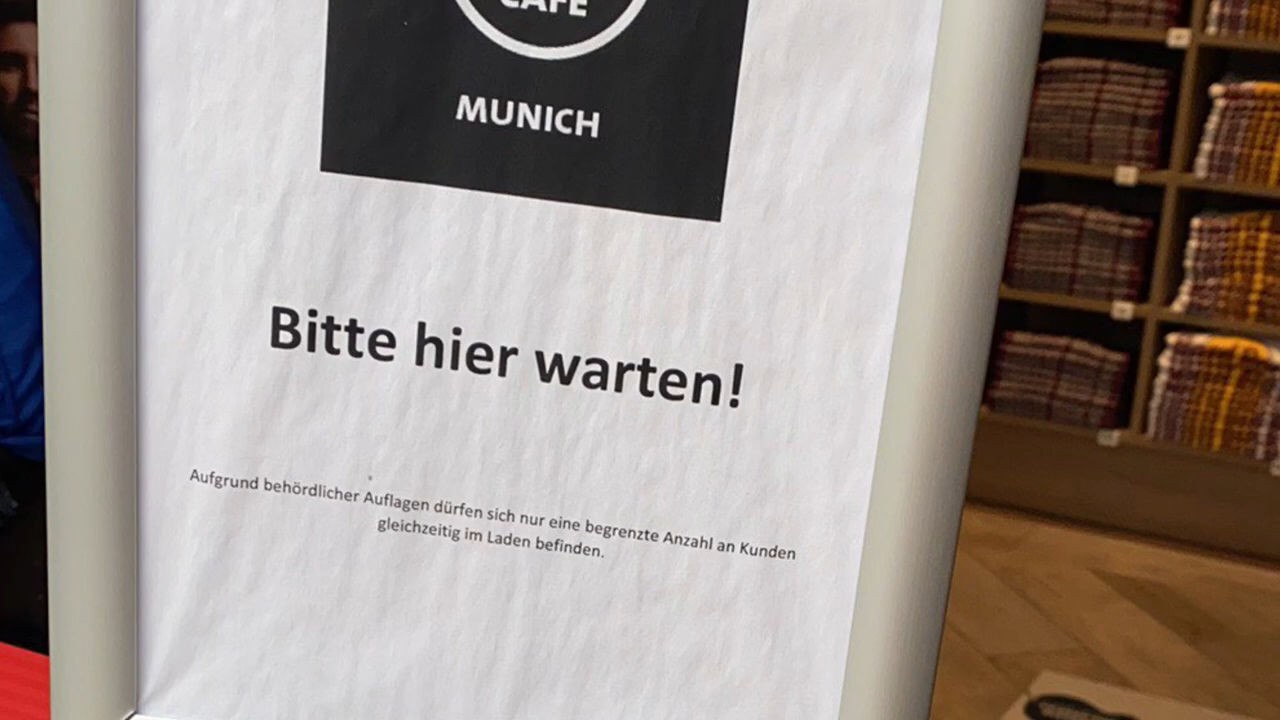 CAFE
MUNICH
Bitte hier warten!
Aufgrund behördlicher Auflagen dürfen sich nur eine begrenzte Anzahl an Kunden
gleichzeitig im Laden befinden.